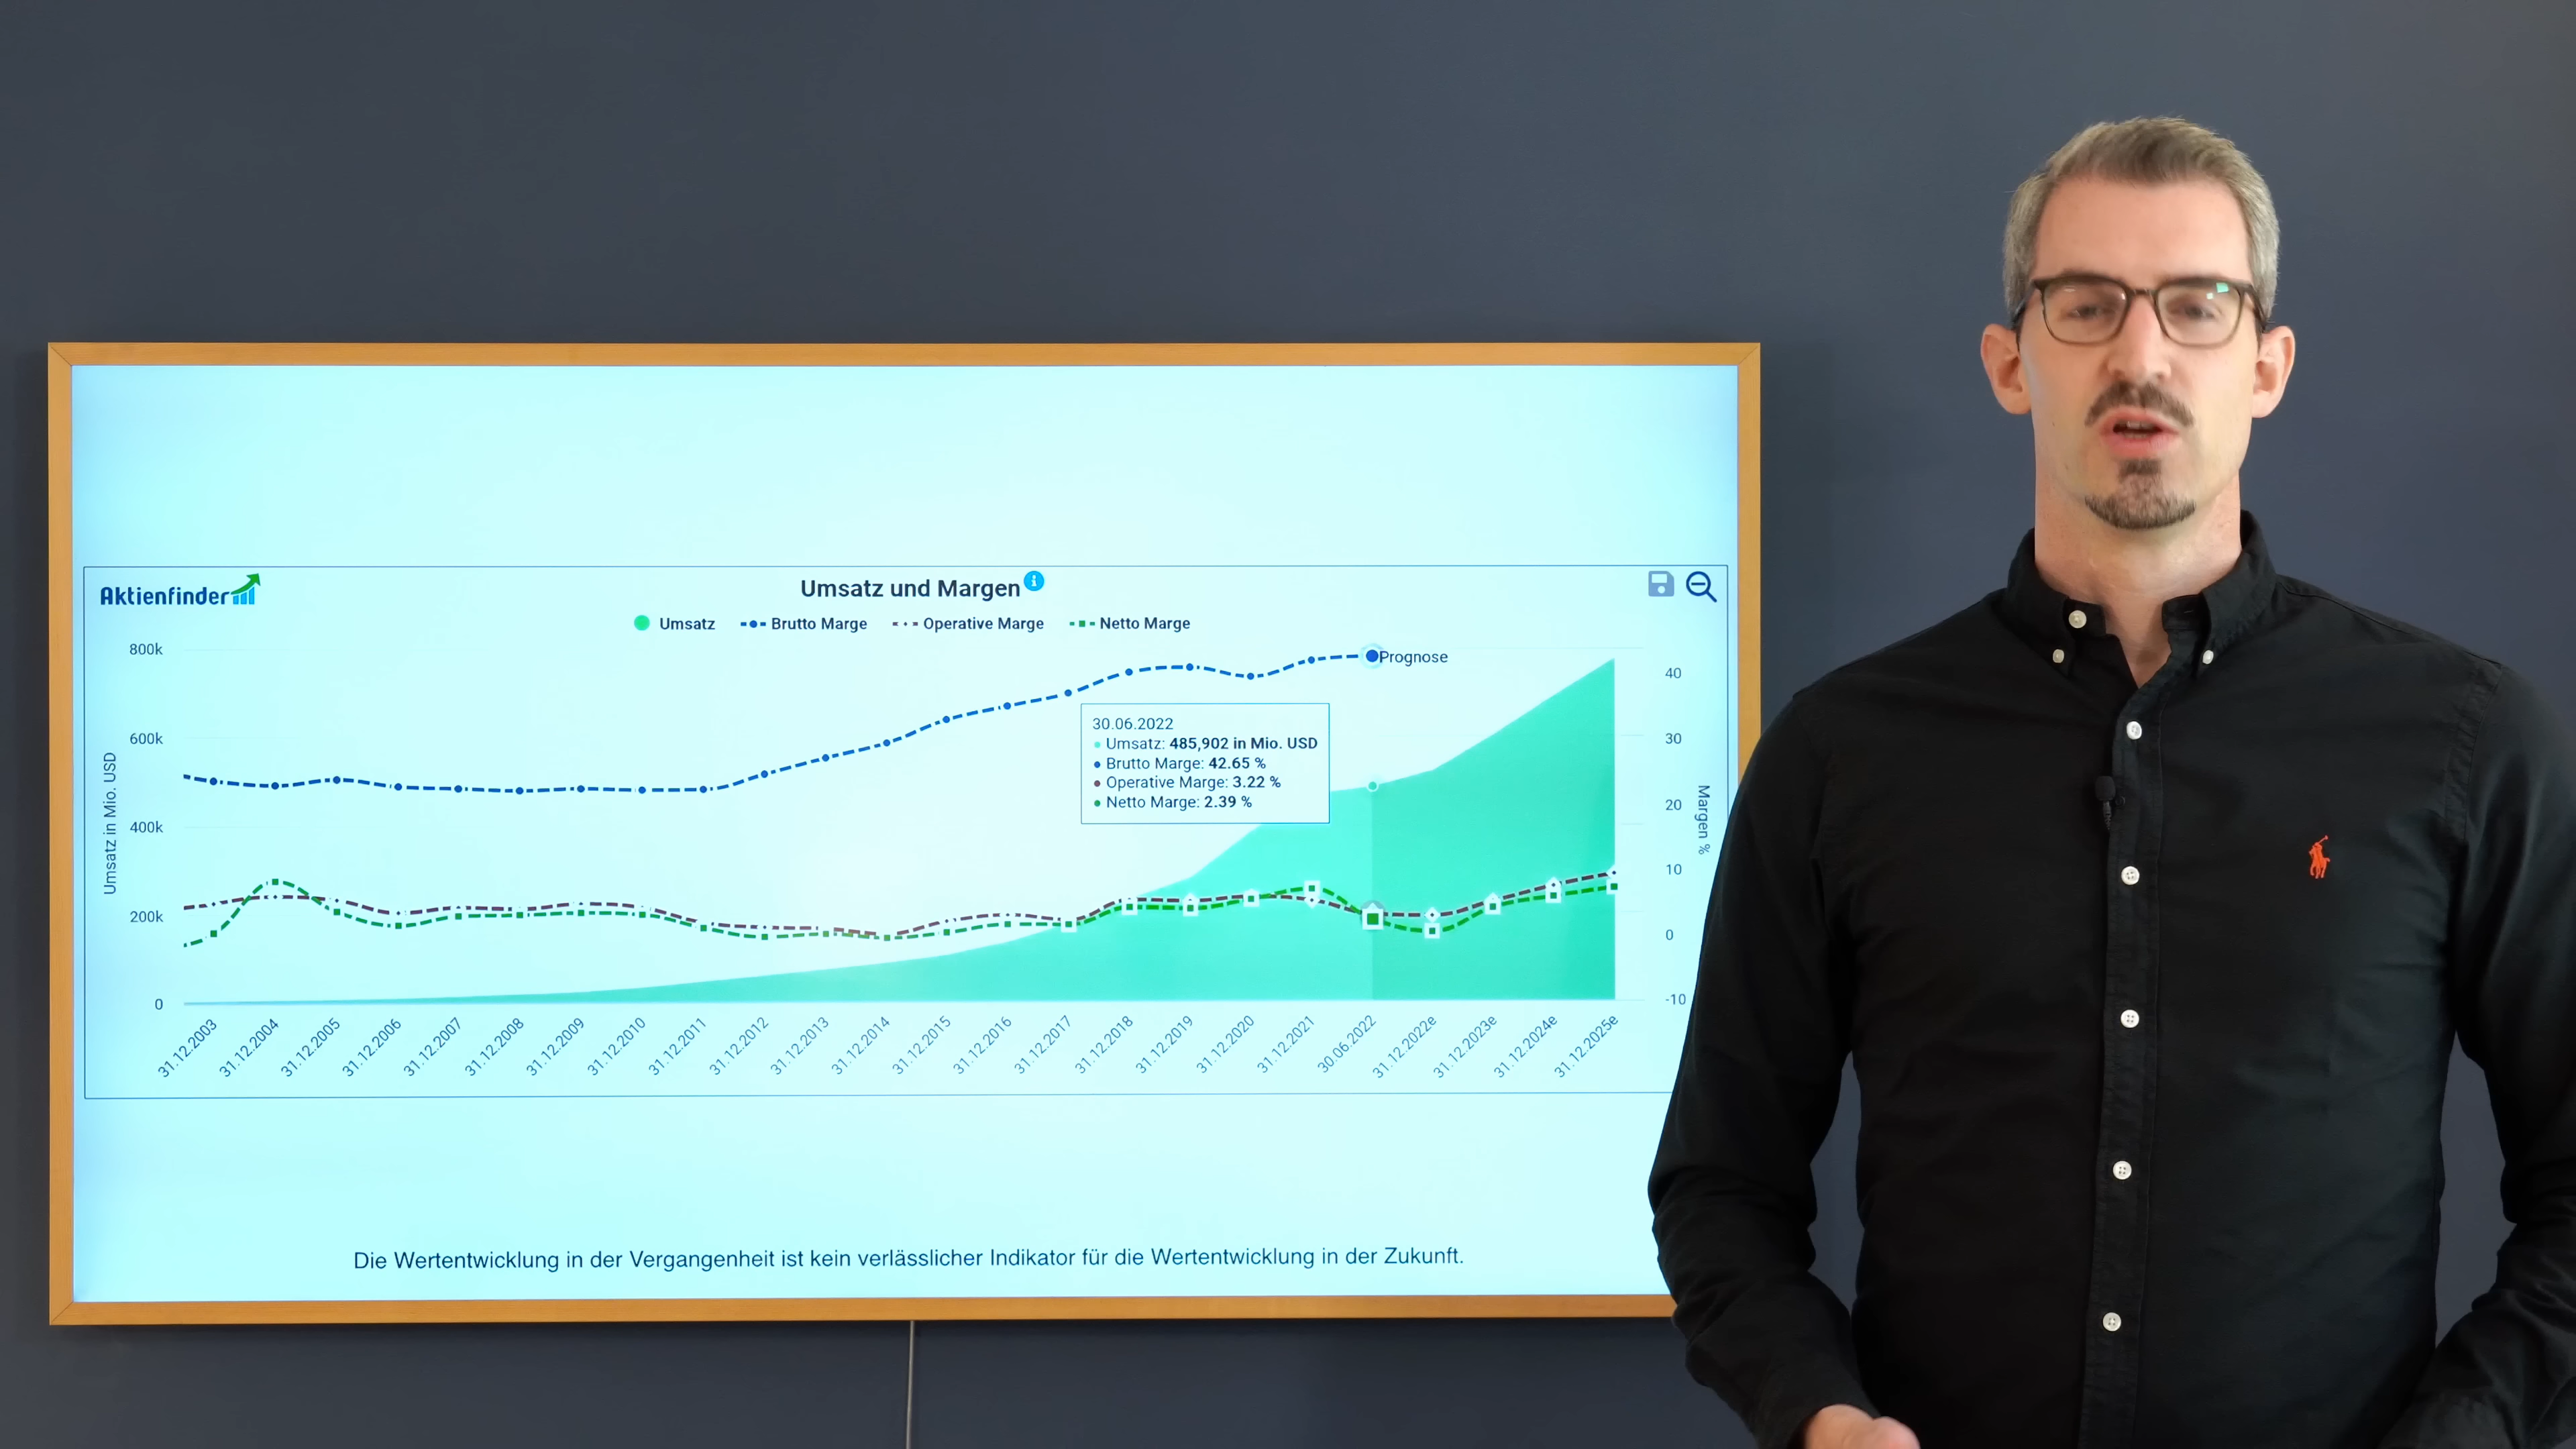 Aktienfinder
Umsatz und Margen
Umsatz Brutto Marge Operative Marge Netto Marge
800k
600k
400k
200k
0
Umsatz in Mio. USD
Prognose
30.06.2022
Umsatz: 485,902 in Mio. USD
Brutto Marge: 42.65 %
Operative Marge: 3.22 %
Netto Marge: 2.39 %
40
30
20
10
0
-10
Margen %
31.12.2003
31.12.2004
31.12.2005
31.12.2006
31.12.2007
31.12.2008
31.12.2009
31.12.2010
31.12.2011
31.12.2012
31.12.2013
31.12.2014
31.12.2015
31.12.2016
31.12.2017
31.12.2018
31.12.2019
31.12.2020
31.12.2021
30.06.2022
31.12.2022e
31.12.2023e
31.12.2024e
31.12.2025e
Die Wertentwicklung in der Vergangenheit ist kein verlässlicher Indikator für die Wertentwicklung in der Zukunft.